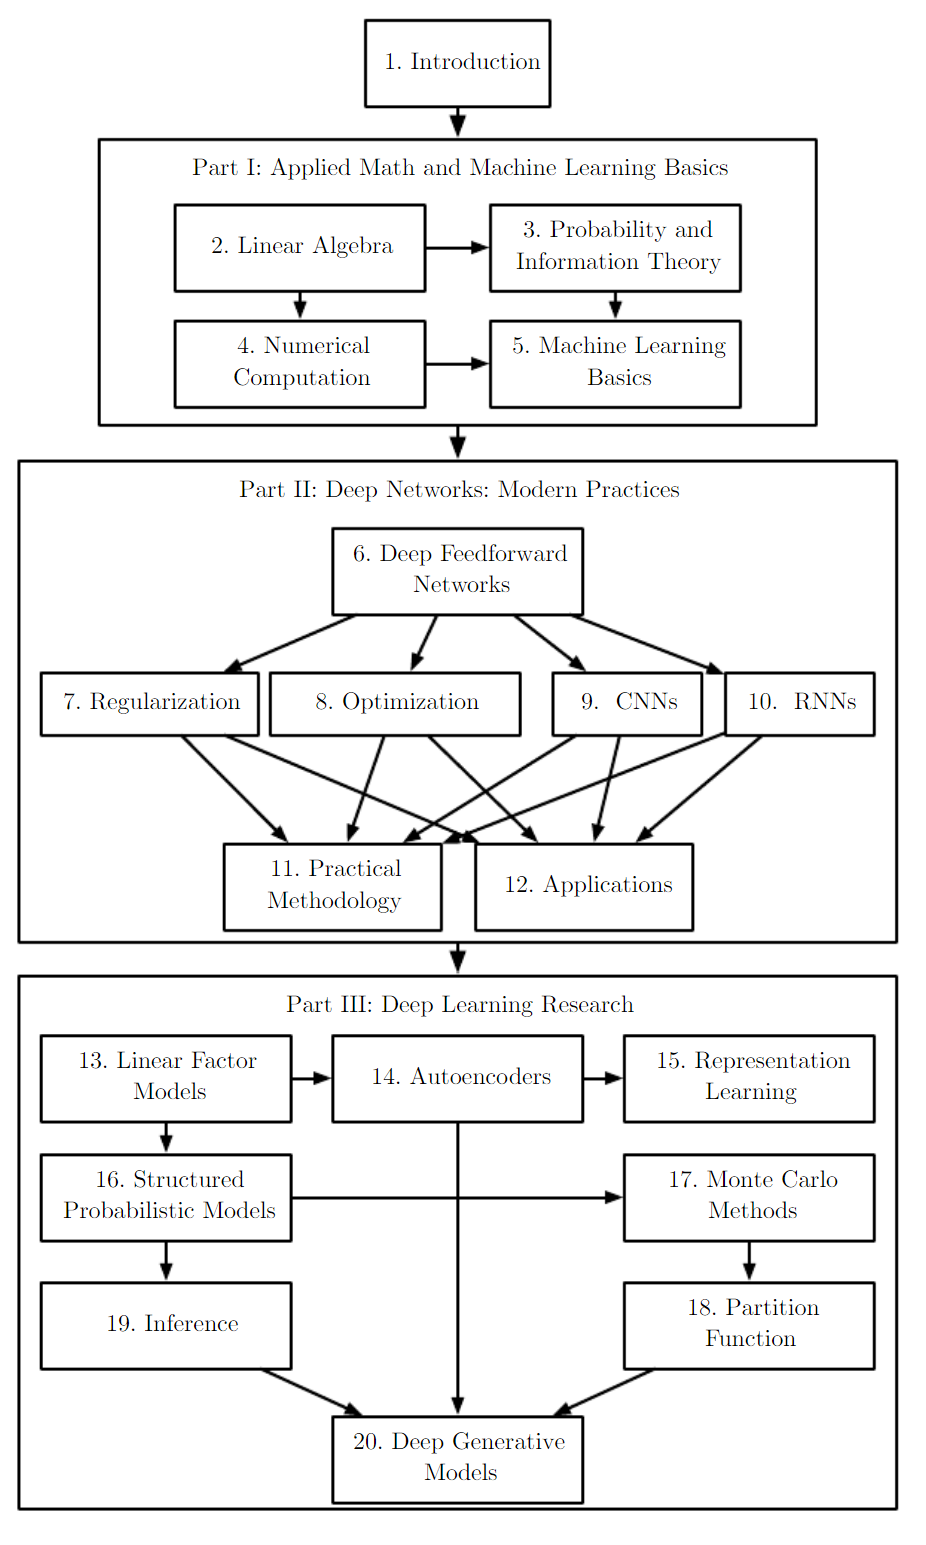 1. Introduction
Part I: Applied Math and Machine Learning Basics
2. Linear Algebra
3. Probability and
Information Theory
4. Numerical
Computation
5. Machine Learning
Basics
Part II: Deep Networks: Modern Practices
6. Deep Feedforward
Networks
7. Regularization
8. Optimization
9. CNNs
10. RNNs
11. Practical
Methodology
12. Applications
Part III: Deep Learning Research
13. Linear Factor
Models
14. Autoencoders
15. Representation
Learning
16. Structured
Probabilistic Models
17. Monte Carlo
Methods
19. Inference
18. Partition
Function
20. Deep Generative
Models